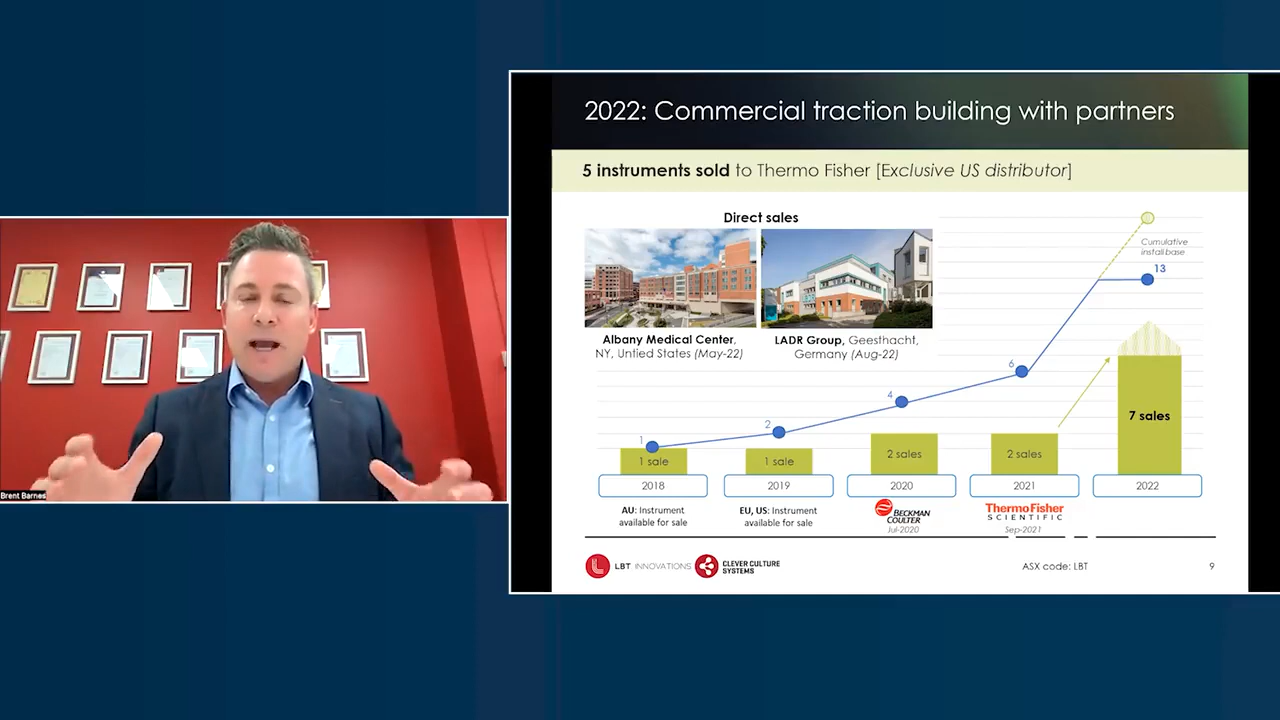 2022: Commercial traction building with partners
5 instruments sold to Thermo Fisher [Exclusive US distributor]
Direct sales
Albany Medical Center,
NY, Untied States (May-22)
LADR Group, Geesthacht,
Germany (Aug-22)
Cumulative
install base
13
6
4
2
1
1 sale
1 sale
2 sales
2 sales
7 sales
2018
2019
2020
2021
2022
AU: Instrument
available for sale
EU, US: Instrument
available for sale
BECKMAN
COULTER
Jul-2020
ThermoFisher
SCIENTIFIC
Sep-2021
LBT INNOVATIONS
CLEVER CULTURE
SYSTEMS
ASX code: LBT
9
Brent Barnes